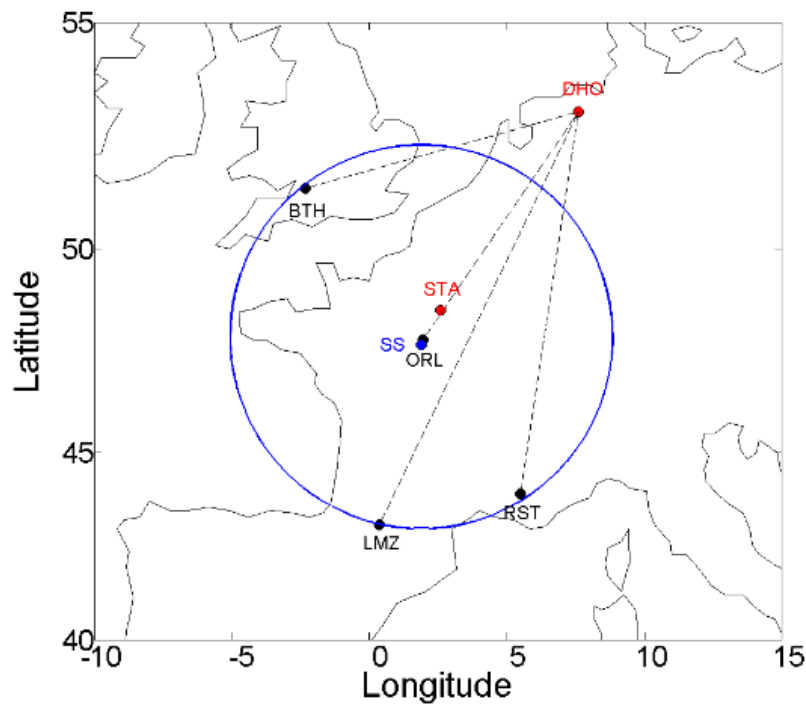 55
DHO
BTH
50
Latitude
STA
SS
ORL
45
RST
LMZ
40
-10
-5
0
5
10
15
Longitude